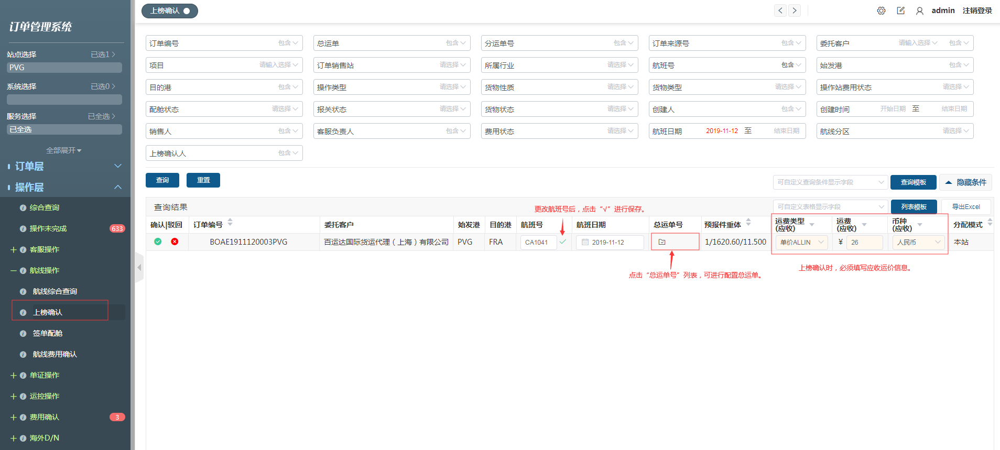 订单管理系统
站点选择 已选1
PVG
系统选择 已选0
服务选择 已全选
已全选
全部展开
订单层
操作层
综合查询
操作未完成 633
客服操作
航线操作
航线综合查询
上榜确认
签单配舱
航线费用确认
单证操作
运控操作
费用确认 3
海外D/N
上榜确认
admin 注销登录
订单编号 包含 总运单 包含 分运单号 包含 订单来源号 包含 委托客户 请输入选择 包含
项目 请输入选择 订单销售站 请选择 所属行业 请选择 航班号 包含 始发港 包含
目的港 包含 操作类型 请选择 货物性质 请选择 货物类型 请选择 操作站费用状态 请选择
配舱状态 请选择 报关状态 请选择 货物状态 请选择 创建人 包含 创建时间 开始日期 至 结束日期
销售人 包含 客服负责人 包含 费用状态 请选择 航班日期 2019-11-12 至 结束日期 航线分区 请选择
上榜确认人 包含
查询 重置 可自定义查询条件显示字段 查询模板 隐藏条件
查询结果 可自定义表格显示字段 列表模板 导出Excel
更改航班号后，点击“√”进行保存。
确认|驳回 订单编号 委托客户 始发港 目的港 航班号 航班日期 总运单号 预报件重体 运费类型(应收) 运费(应收) 币种(应收) 分配模式
BOAE1911120003PVG 百运达国际货运代理（上海）有限公司 PVG FRA CA1041 2019-11-12 1/1620.60/11.500 单价ALLIN ¥ 26 人民币 本站
点击“总运单号”列表，可进行配置总运单。
上榜确认时，必须填写应收运价信息。